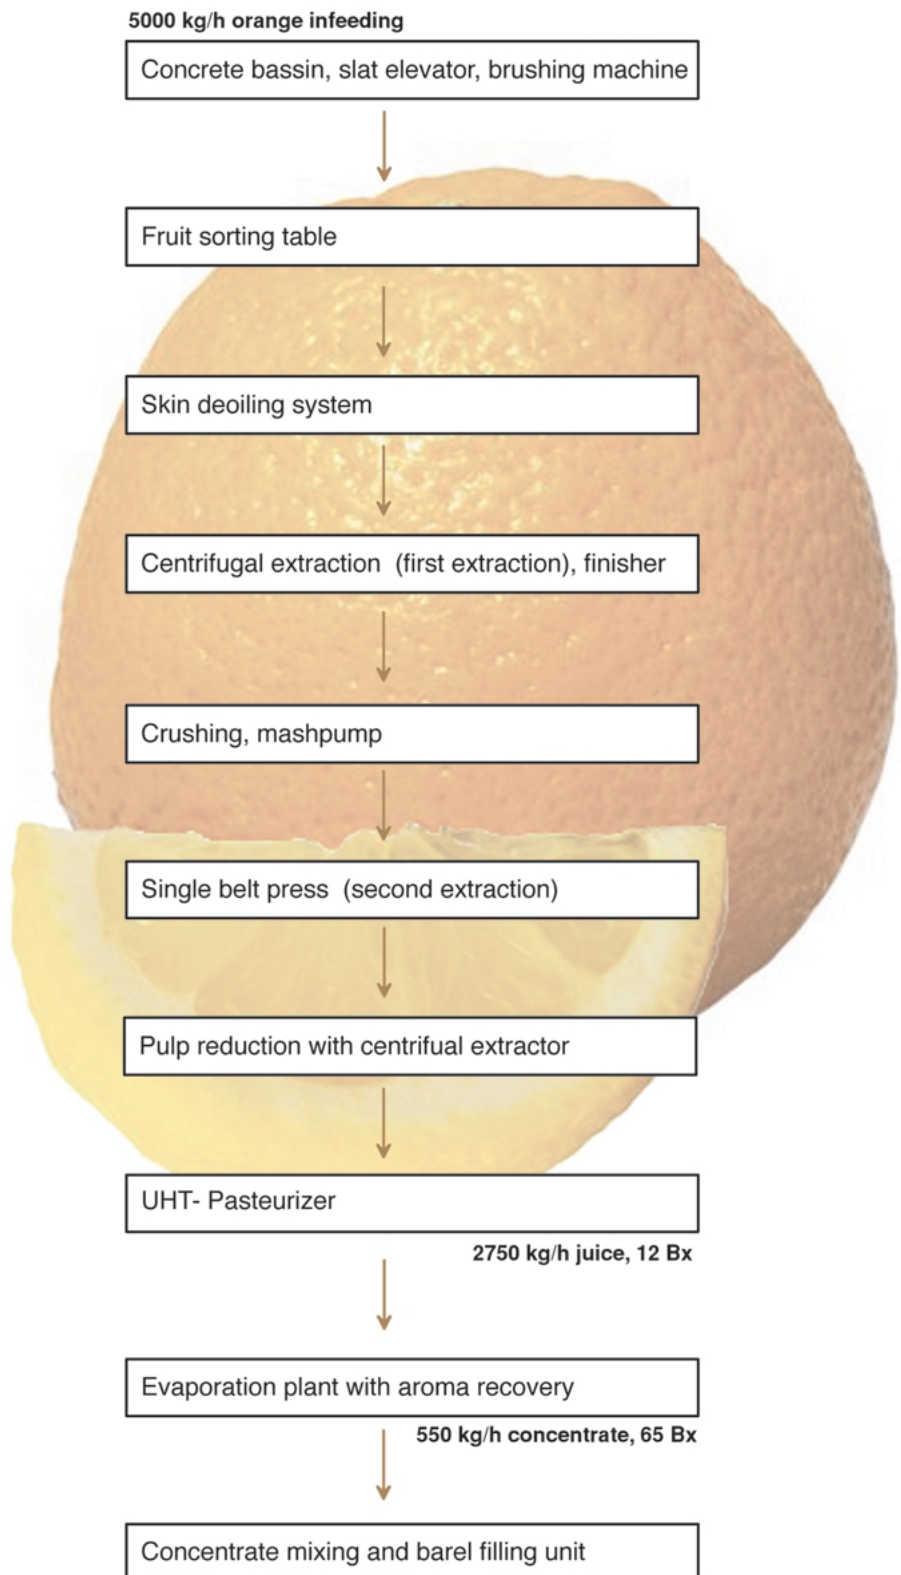 5000 kg/h orange infeeding
Concrete bassin, slat elevator, brushing machine
Fruit sorting table
Skin deoiling system
Centrifugal extraction (first extraction), finisher
Crushing, mashpump
Single belt press (second extraction)
Pulp reduction with centrifual extractor
UHT- Pasteurizer
2750 kg/h juice, 12 Bx
Evaporation plant with aroma recovery
550 kg/h concentrate, 65 Bx
Concentrate mixing and barel filling unit